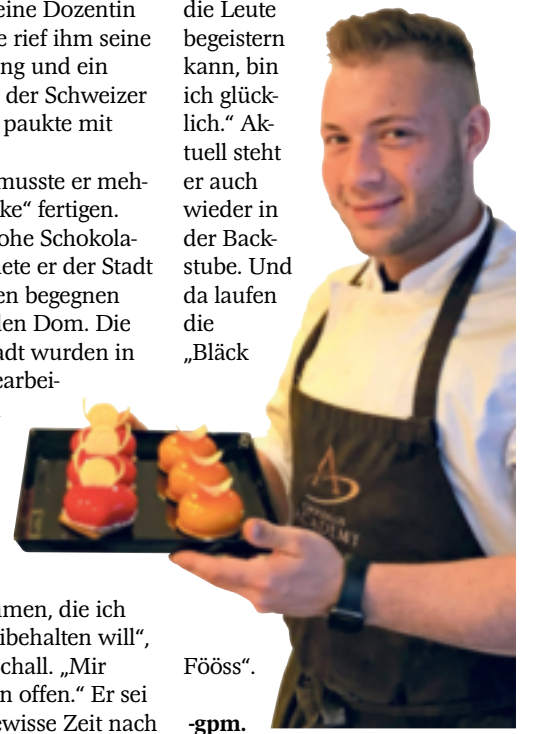 eine Dozentin
e rief ihm seine
ng und ein
der Schweizer
paukte mit
musste er meh-
ke“ fertigen.
ohe Schokola-
ete er der Stadt
en begegnen
den Dom. Die
adt wurden in
earbei-
men, die ich
ibehalten will“,
chall. „Mir
n offen.“ Er sei
ewisse Zeit nach
die Leute
begeistern
kann, bin
ich glück-
lich.“ Ak-
tuell steht
er auch
wieder in
der Back-
stube. Und
da laufen
die
„Bläck
Fööss“.
-gpm.
ACADEMY